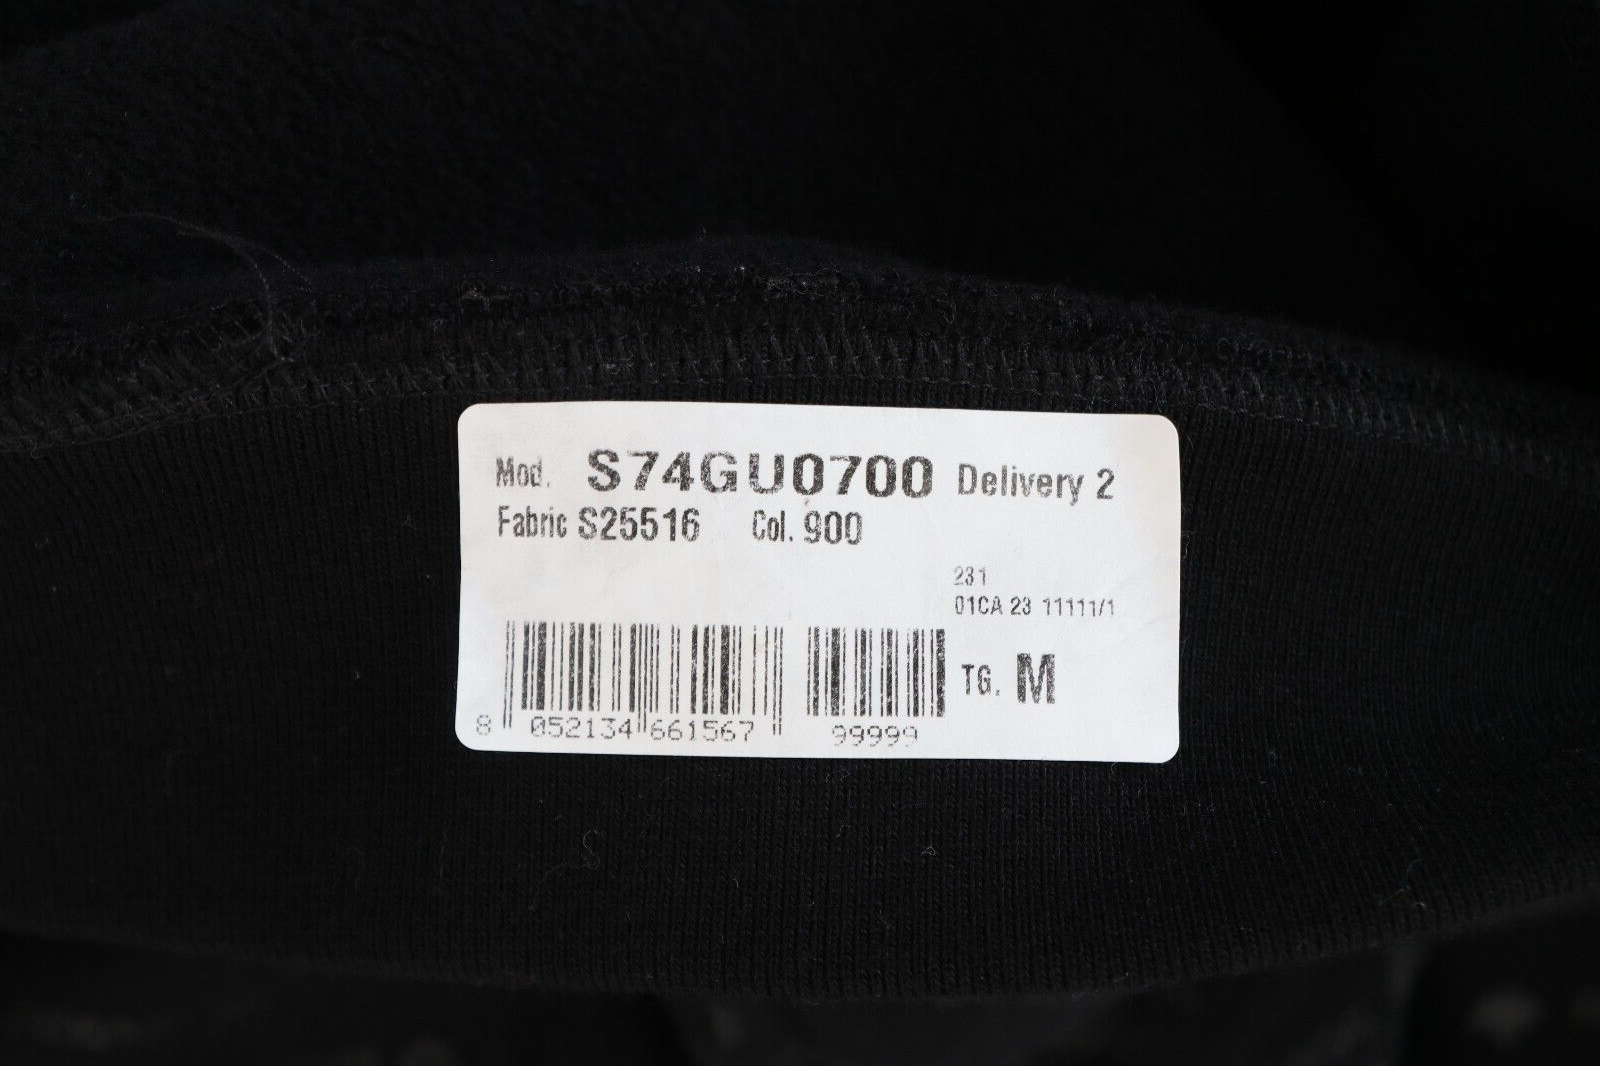 Mod. S74GU0700 Delivery 2
Fabric S25516 Col. 900
231
01CA 23 11111/1
TG. M
8 052134 661567 99999